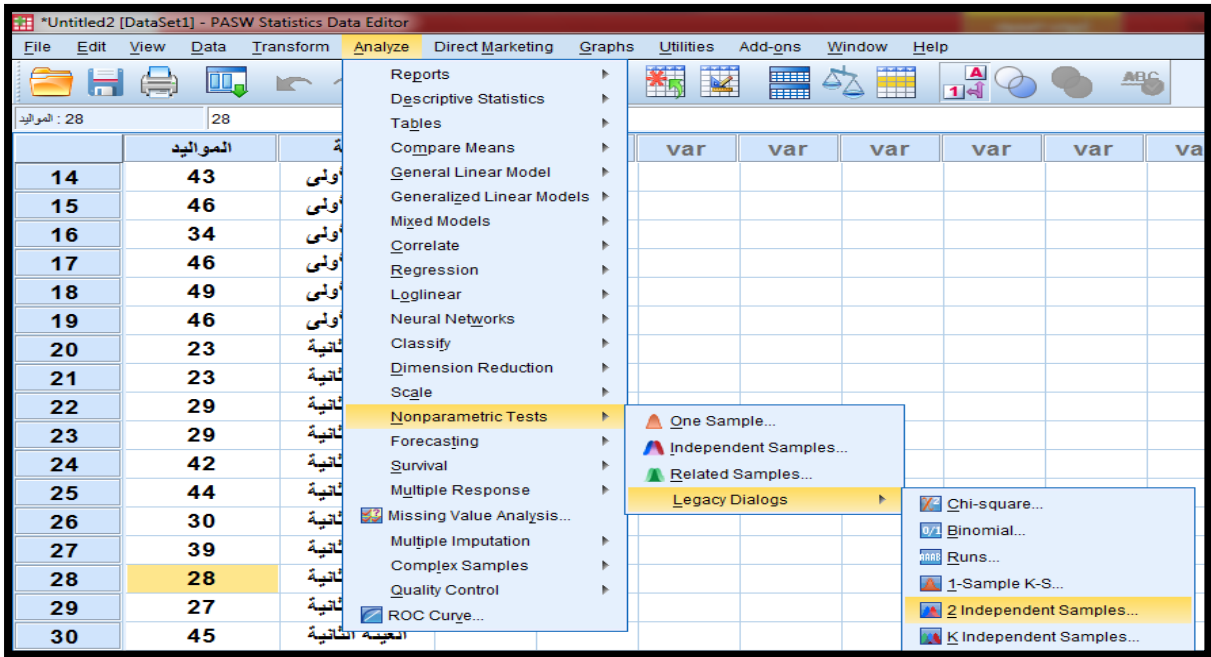 *Untitled2 [DataSet1] - PASW Statistics Data Editor
File Edit View Data Transform Analyze Direct Marketing Graphs Utilities Add-ons Window Help
28 : المواليد 28
المواليد var var var var var va
14 43
15 46
16 34
17 46
18 49
19 46
20 23
21 23
22 29
23 29
24 42
25 44
26 30
27 39
28 28
29 27
30 45 العينة الثانية
Reports
Descriptive Statistics
Tables
Compare Means
General Linear Model
Generalized Linear Models
Mixed Models
Correlate
Regression
Loglinear
Neural Networks
Classify
Dimension Reduction
Scale
Nonparametric Tests
Forecasting
Survival
Multiple Response
Missing Value Analysis...
Multiple Imputation
Complex Samples
Quality Control
ROC Curve...
One Sample...
Independent Samples...
Related Samples...
Legacy Dialogs
Chi-square...
Binomial...
Runs...
1-Sample K-S...
2 Independent Samples...
K Independent Samples...